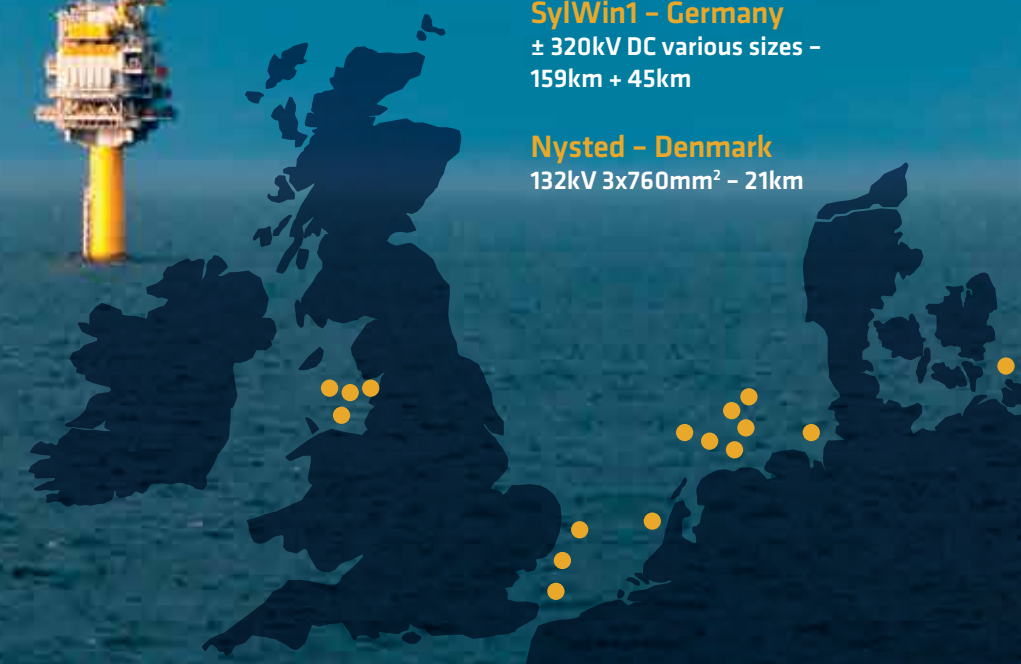 SylWin1 – Germany
± 320kV DC various sizes –
159km + 45km
Nysted – Denmark
132kV 3x760mm² – 21km